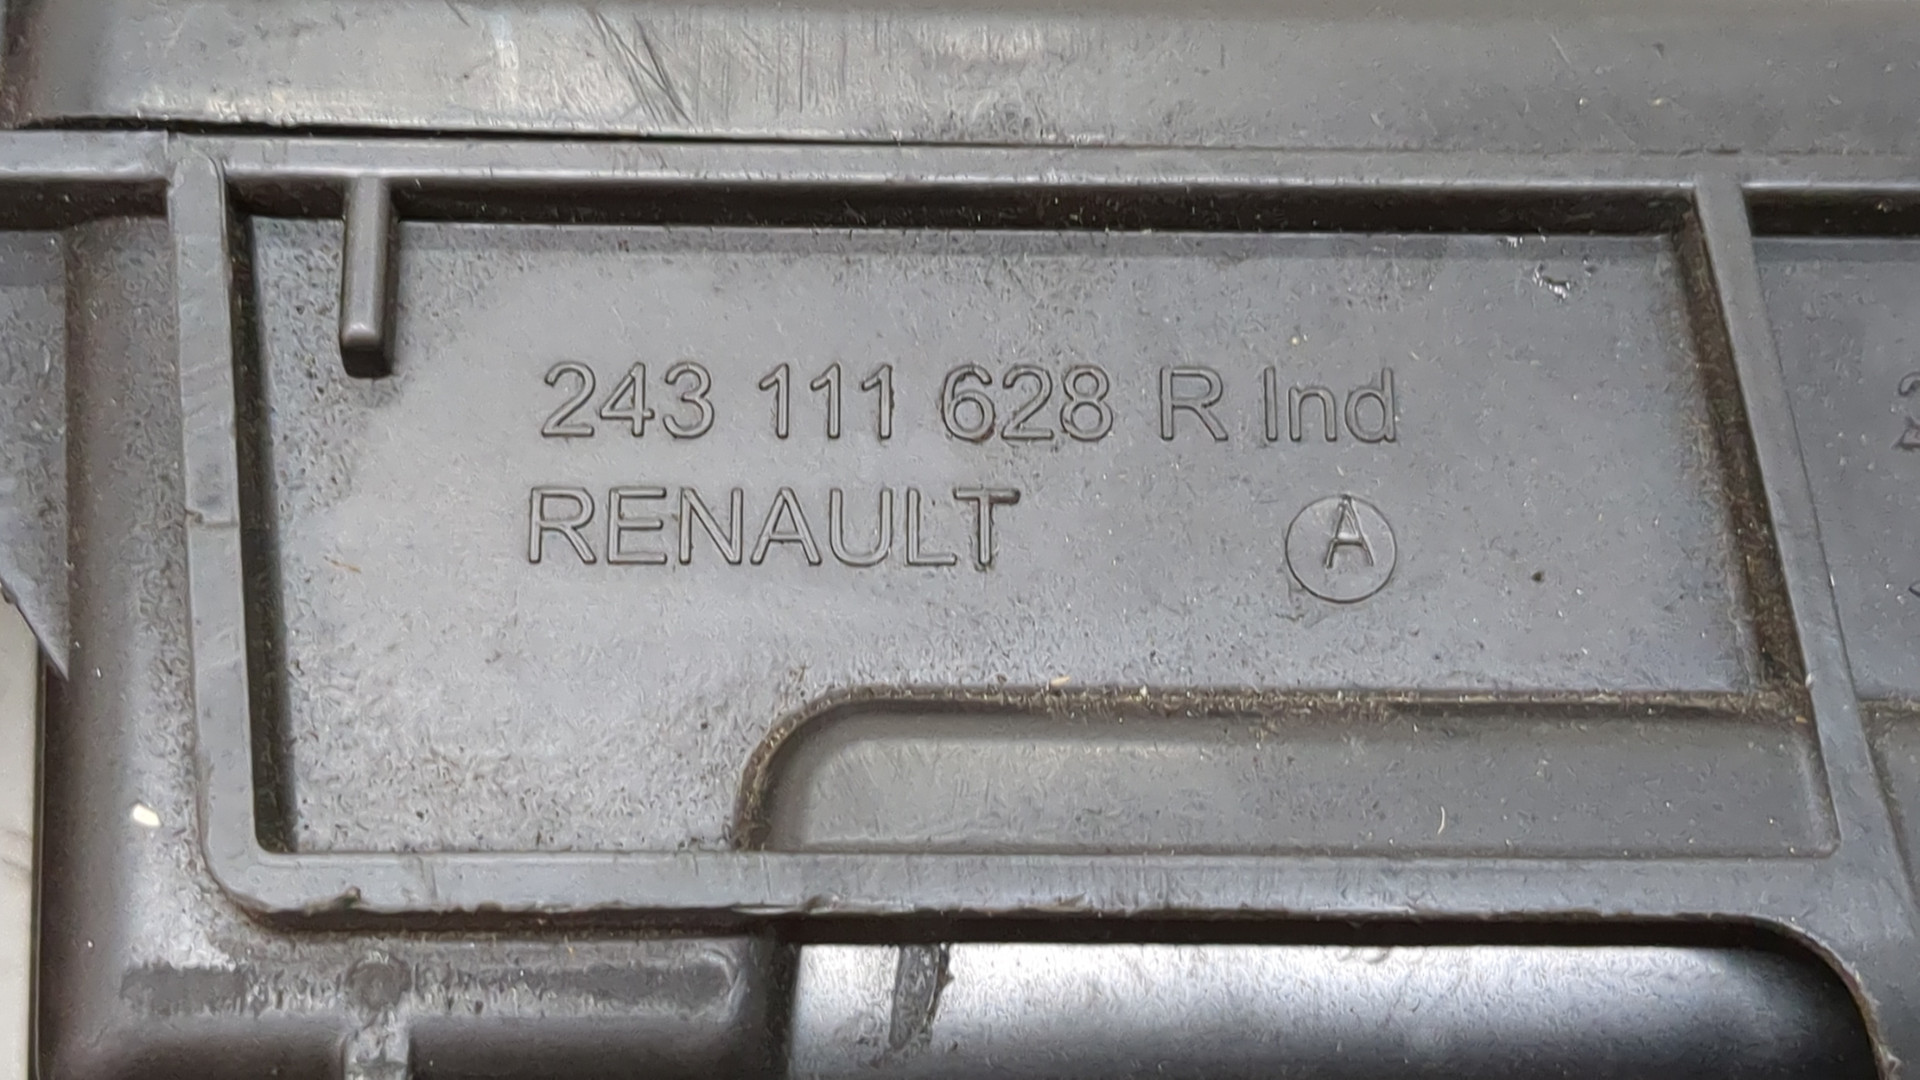 243 111 628 R Ind
RENAULT A